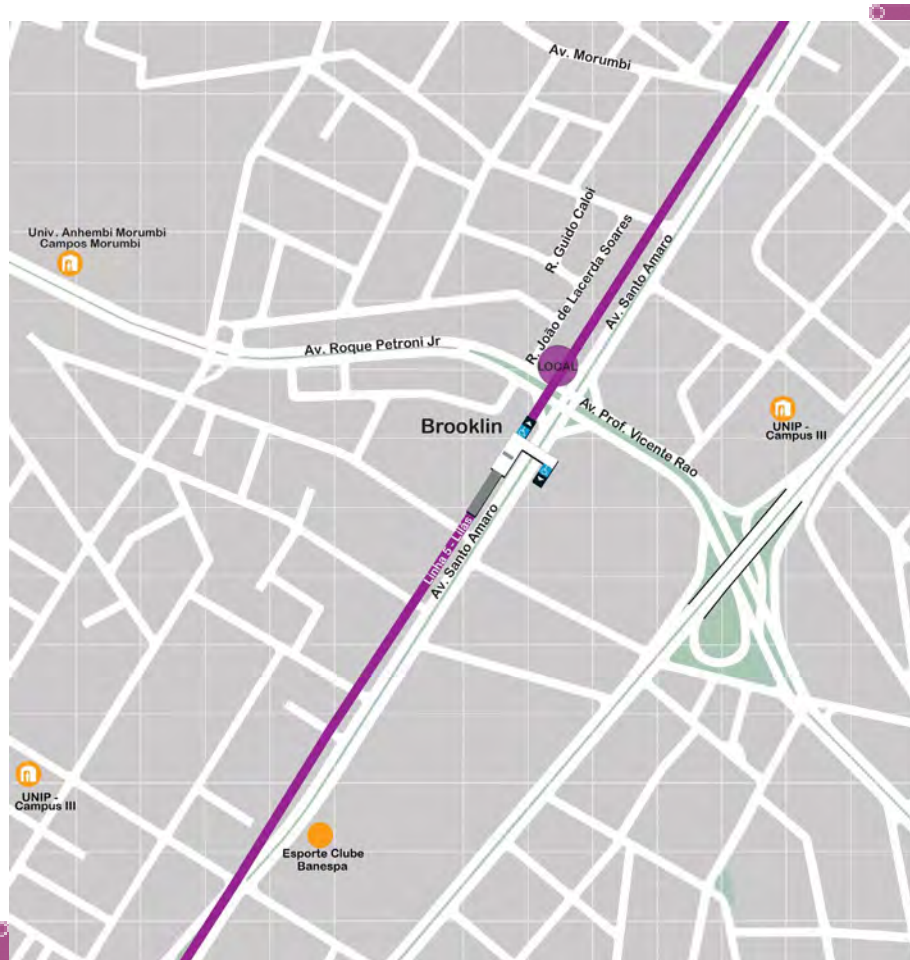 Av. Morumbi
R. Guido Caloi
Univ. Anhembi Morumbi
Campos Morumbi
R. João de Lacerda Soares
Av. Santo Amaro
Av. Roque Petroni Jr
LOCAL
Av. Prof. Vicente Rao
Brooklin
UNIP -
Campus III
Linha 5 - Lilás
Av. Santo Amaro
UNIP -
Campus III
Esporte Clube
Banespa